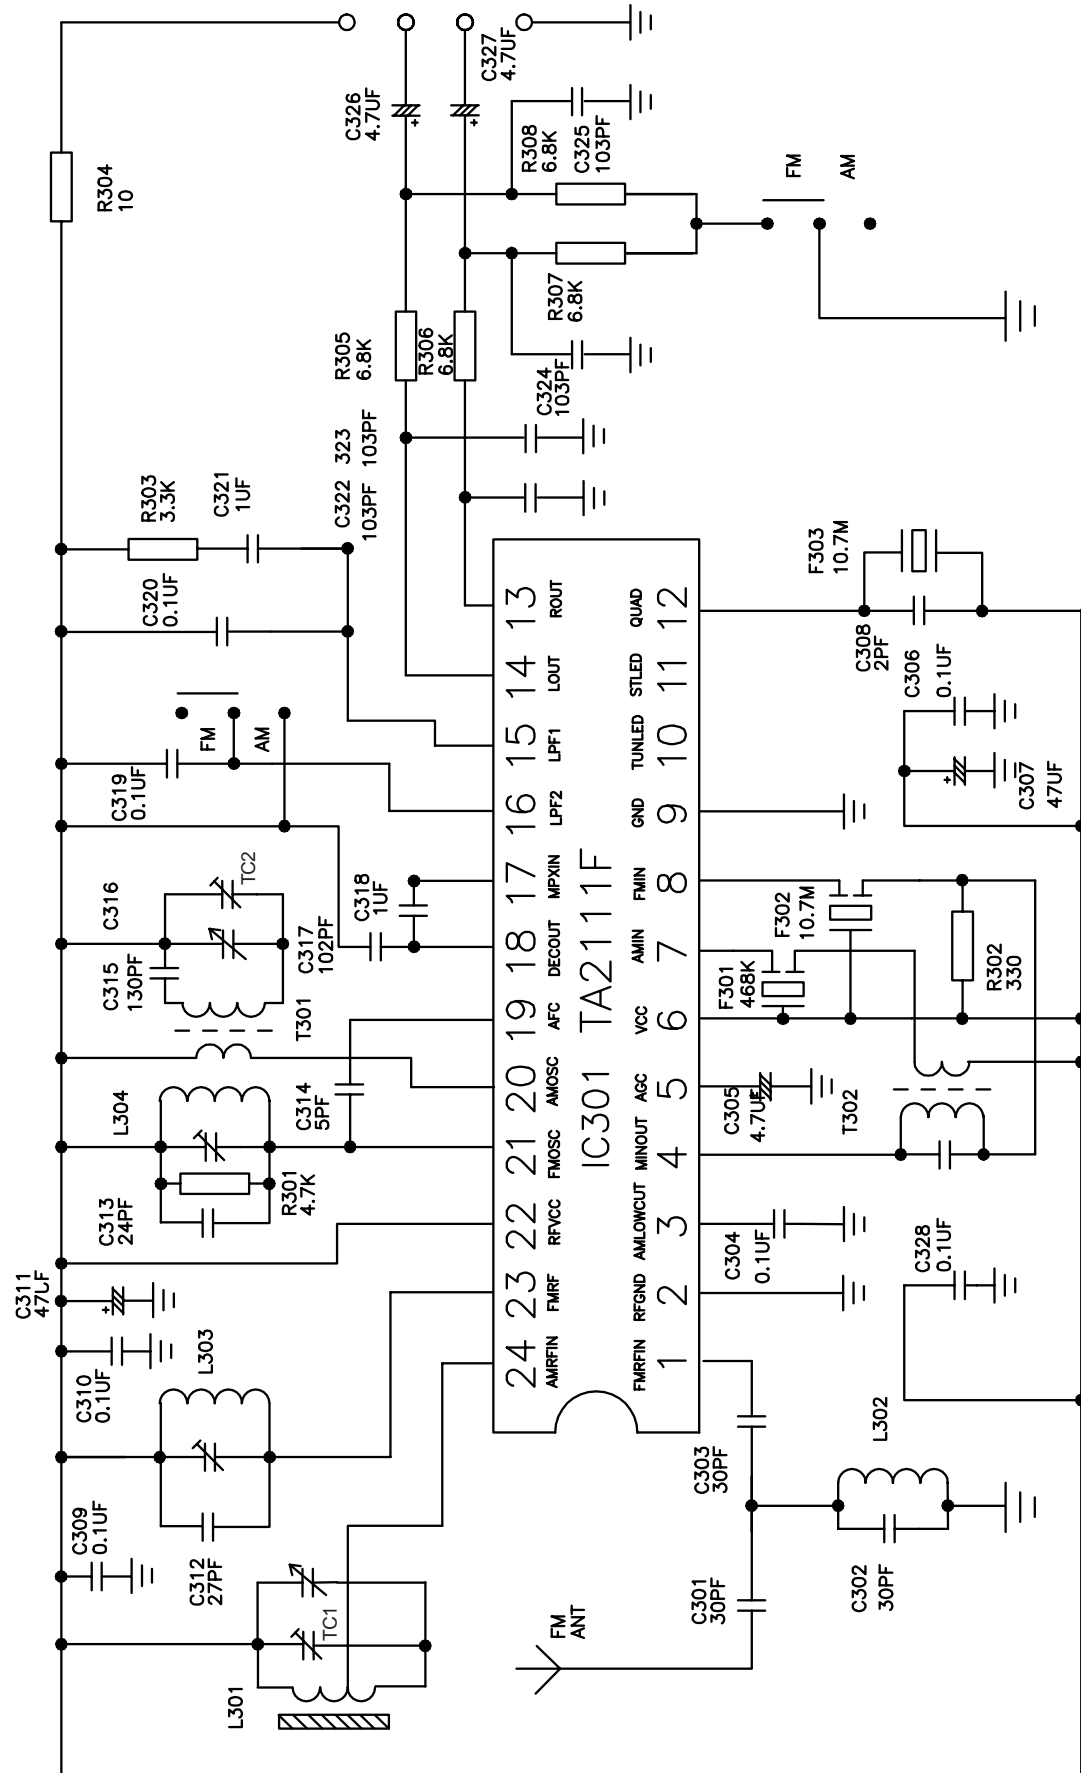 R304
10
C326
4.7UF
C327
4.7UF
R308
6.8K
C325
103PF
FM
AM
R307
6.8K
R305
6.8K
R306
6.8K
C324
103PF
C322 323
103PF 103PF
R303
3.3K
C321
1UF
C320
0.1UF
FM
AM
C319
0.1UF
C318
1UF
C316
TC2
C317
102PF
C315
130PF
T301
L304
C314
5PF
R301
4.7K
C313
24PF
C311
47UF
C310
0.1UF
L303
C309
0.1UF
C312
27PF
TC1
L301
13 ROUT
14 LOUT
15 LPF1
16 LPF2
17 MPXIN
18 DECOUT
19 AFC
20 AMOSC
21 FMOSC
22 RFVCC
23 FMRF
24 AMRFIN
IC301 TA2111F
QUAD 12
STLED 11
TUNLED 10
GND 9
FMIN 8
AMIN 7
VCC 6
AGC 5
MINOUT 4
AMLOWCUT 3
RFGND 2
FMRFIN 1
F303
10.7M
C308
2PF
C306
0.1UF
C307
47UF
F302
10.7M
F301
468K
R302
330
C305
4.7UF
T302
C304
0.1UF
C328
0.1UF
L302
C303
30PF
C302
30PF
C301
30PF
FM
ANT